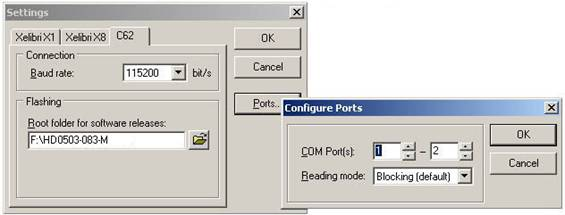 Settings
Xelibri X1 Xelibri X8 C62
Connection
Baud rate: 115200 bit/s
Flashing
Root folder for software releases:
F:\HD0503-083-M
OK
Cancel
Ports..
Configure Ports
COM Port(s): 1 – 2
Reading mode: Blocking (default)
OK
Cancel